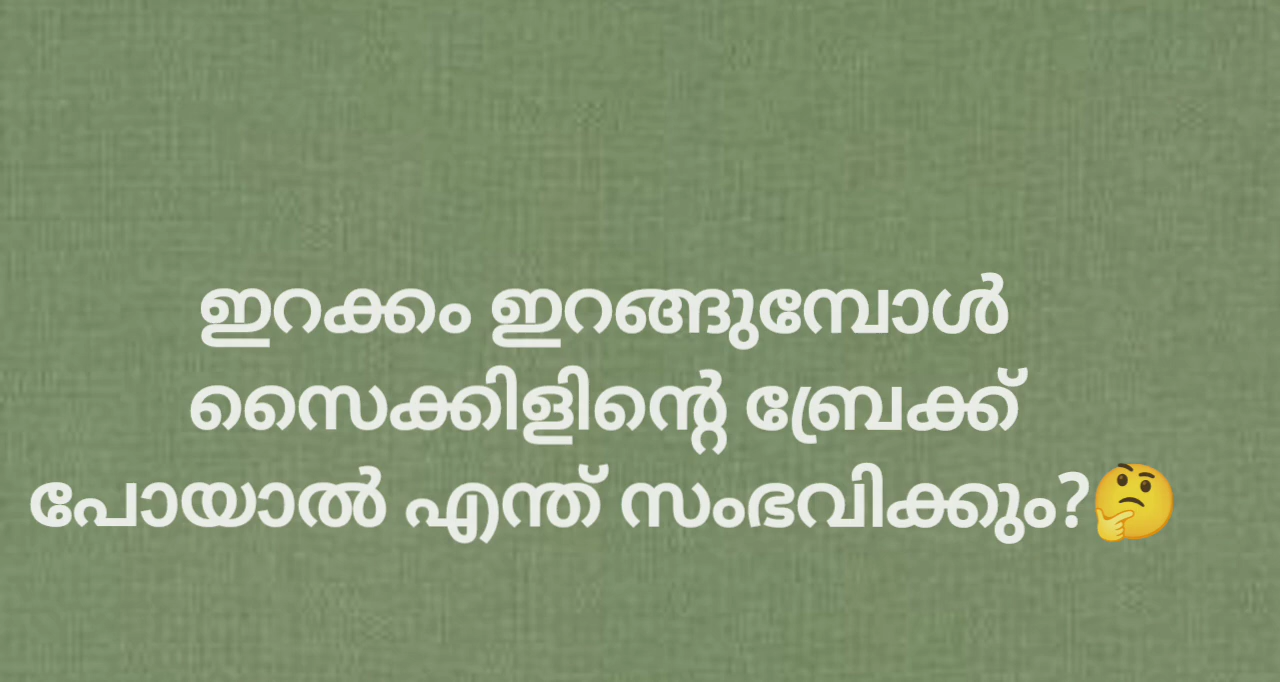 ഇറക്കം ഇറങ്ങുമ്പോൾ
സൈക്കിളിന്റെ ബ്രേക്ക്
പോയാൽ എന്ത് സംഭവിക്കും?🤔